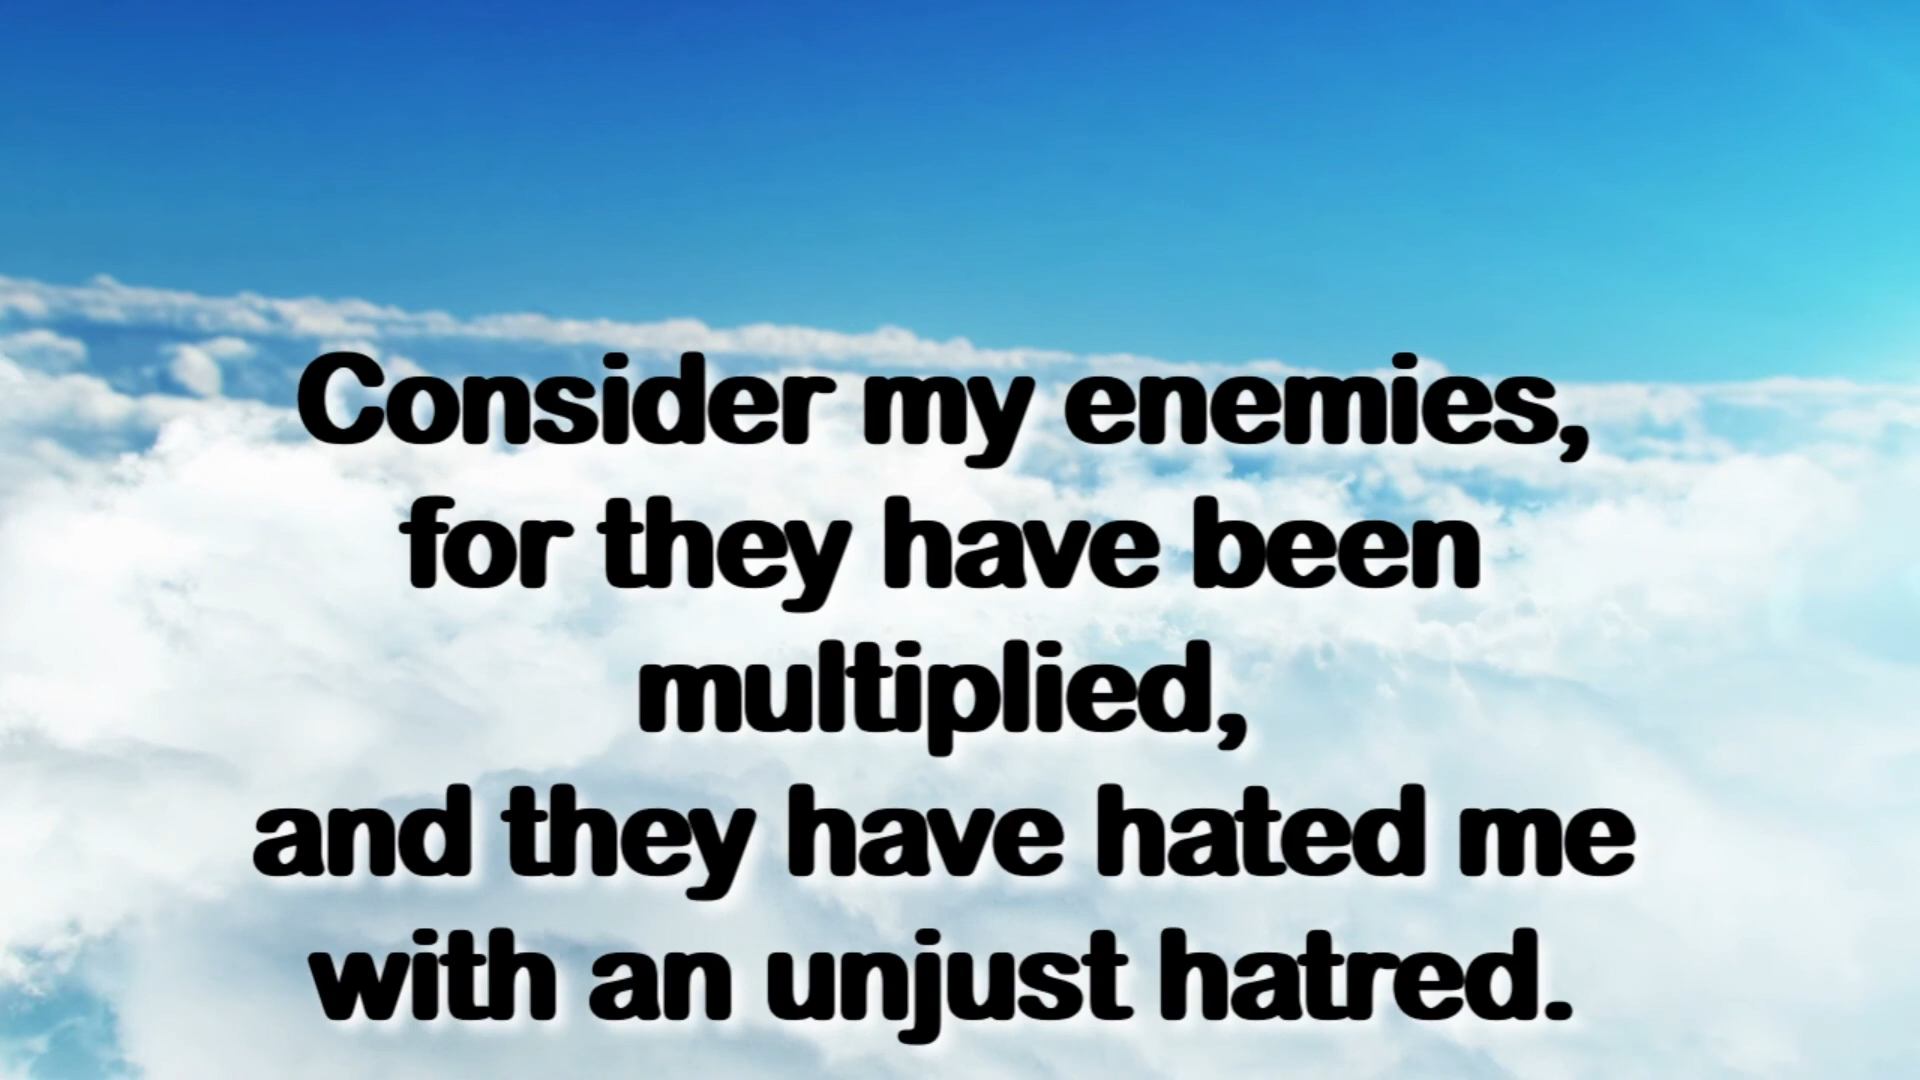 Consider my enemies,
for they have been
multiplied,
and they have hated me
with an unjust hatred.